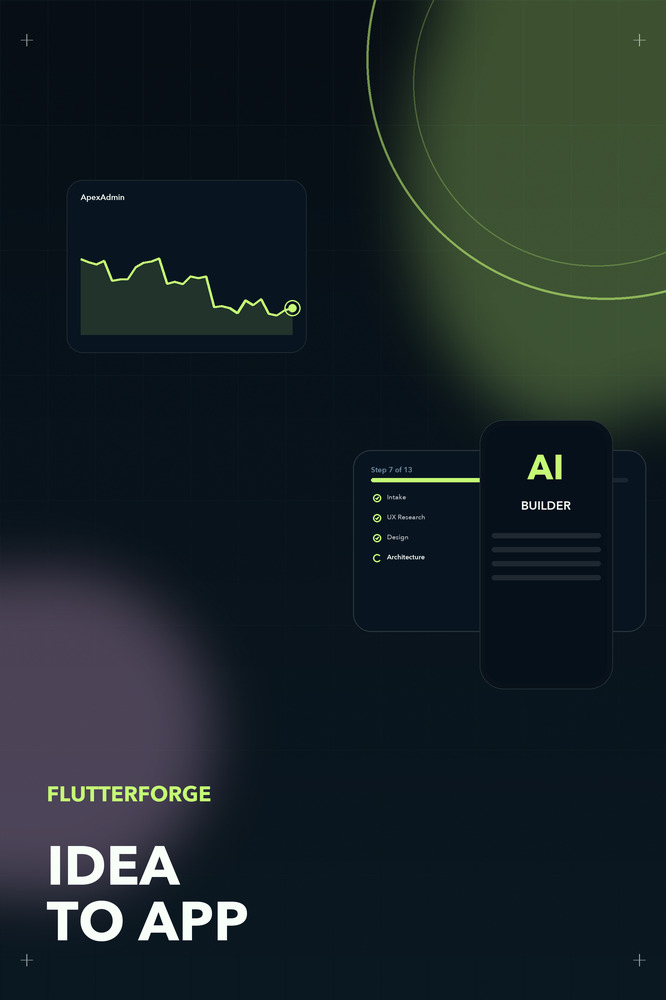 ApexAdmin
Step 7 of 13
Intake
UX Research
Design
Architecture
AI
BUILDER
FLUTTERFORGE
IDEA
TO APP